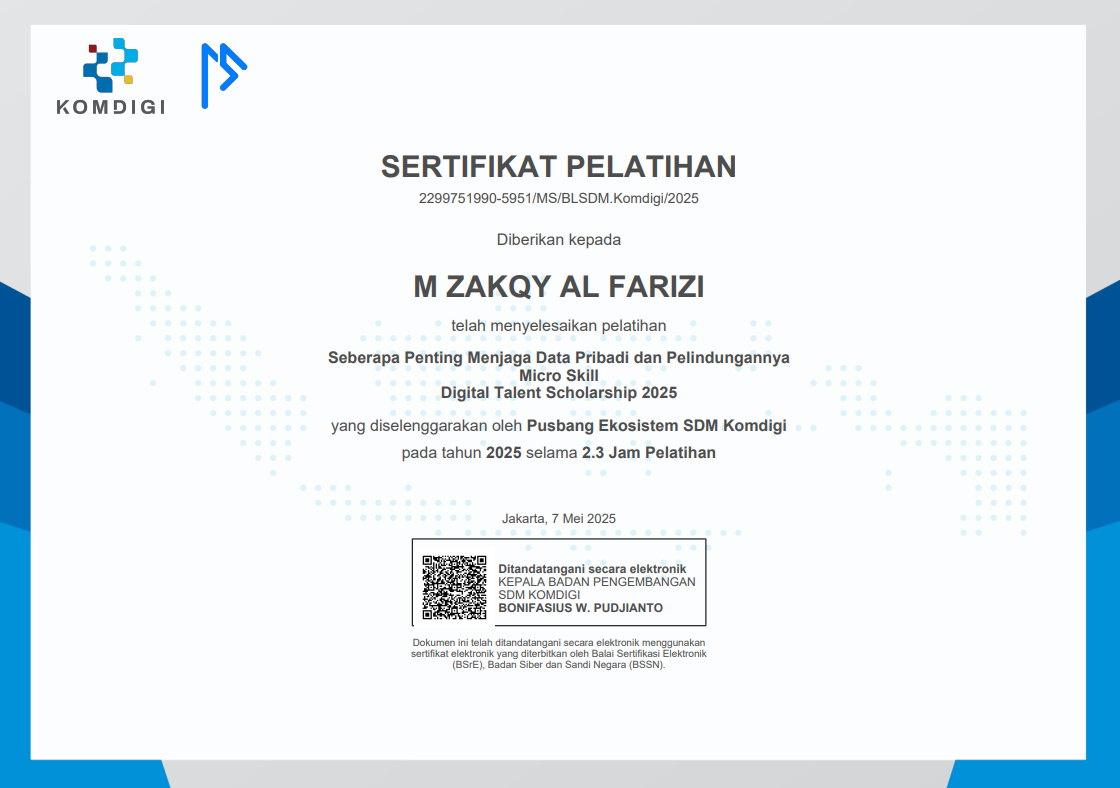 KOMDIGI
SERTIFIKAT PELATIHAN
2299751990-5951/MS/BLSDM.Komdigi/2025
Diberikan kepada
M ZAKQY AL FARIZI
telah menyelesaikan pelatihan
Seberapa Penting Menjaga Data Pribadi dan Pelindungannya
Micro Skill
Digital Talent Scholarship 2025
yang diselenggarakan oleh Pusbang Ekosistem SDM Komdigi
pada tahun 2025 selama 2.3 Jam Pelatihan
Jakarta, 7 Mei 2025
Ditandatangani secara elektronik
KEPALA BADAN PENGEMBANGAN
SDM KOMDIGI
BONIFASIUS W. PUDJIANTO
Dokumen ini telah ditandatangani secara elektronik menggunakan
sertifikat elektronik yang diterbitkan oleh Balai Sertifikasi Elektronik
(BSrE), Badan Siber dan Sandi Negara (BSSN).